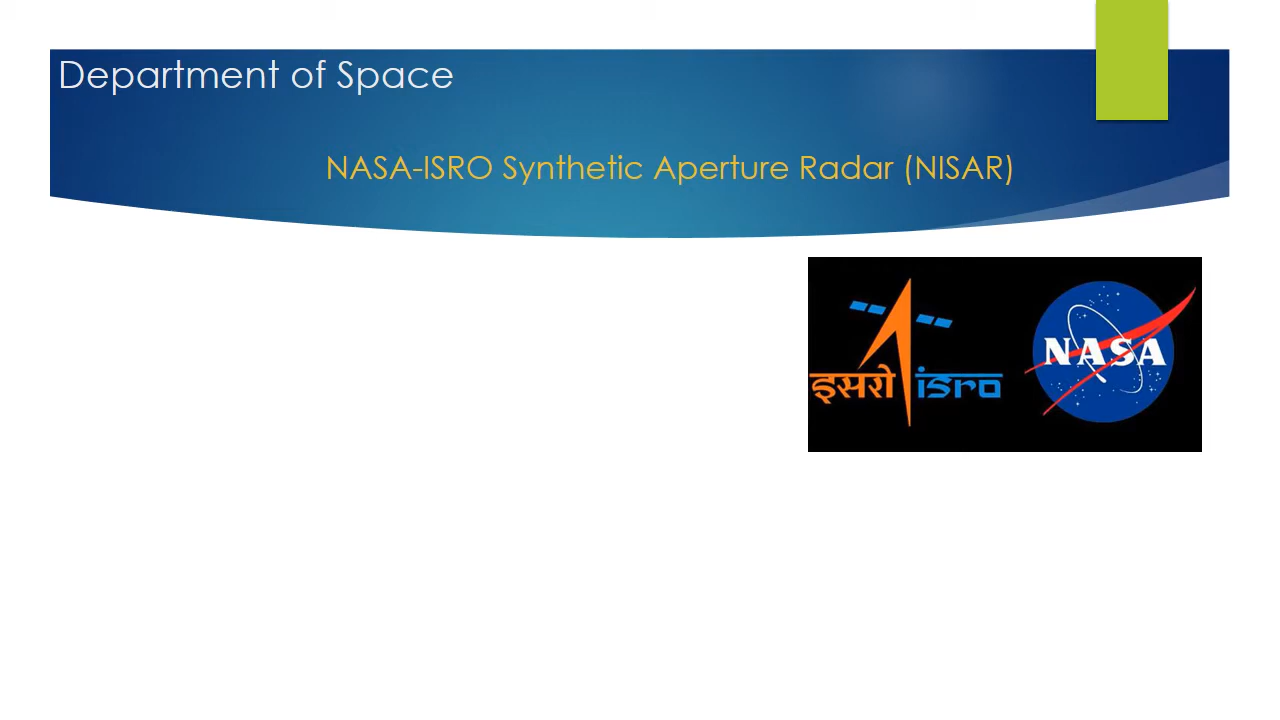 Department of Space
NASA-ISRO Synthetic Aperture Radar (NISAR)
इसरो isro
NASA